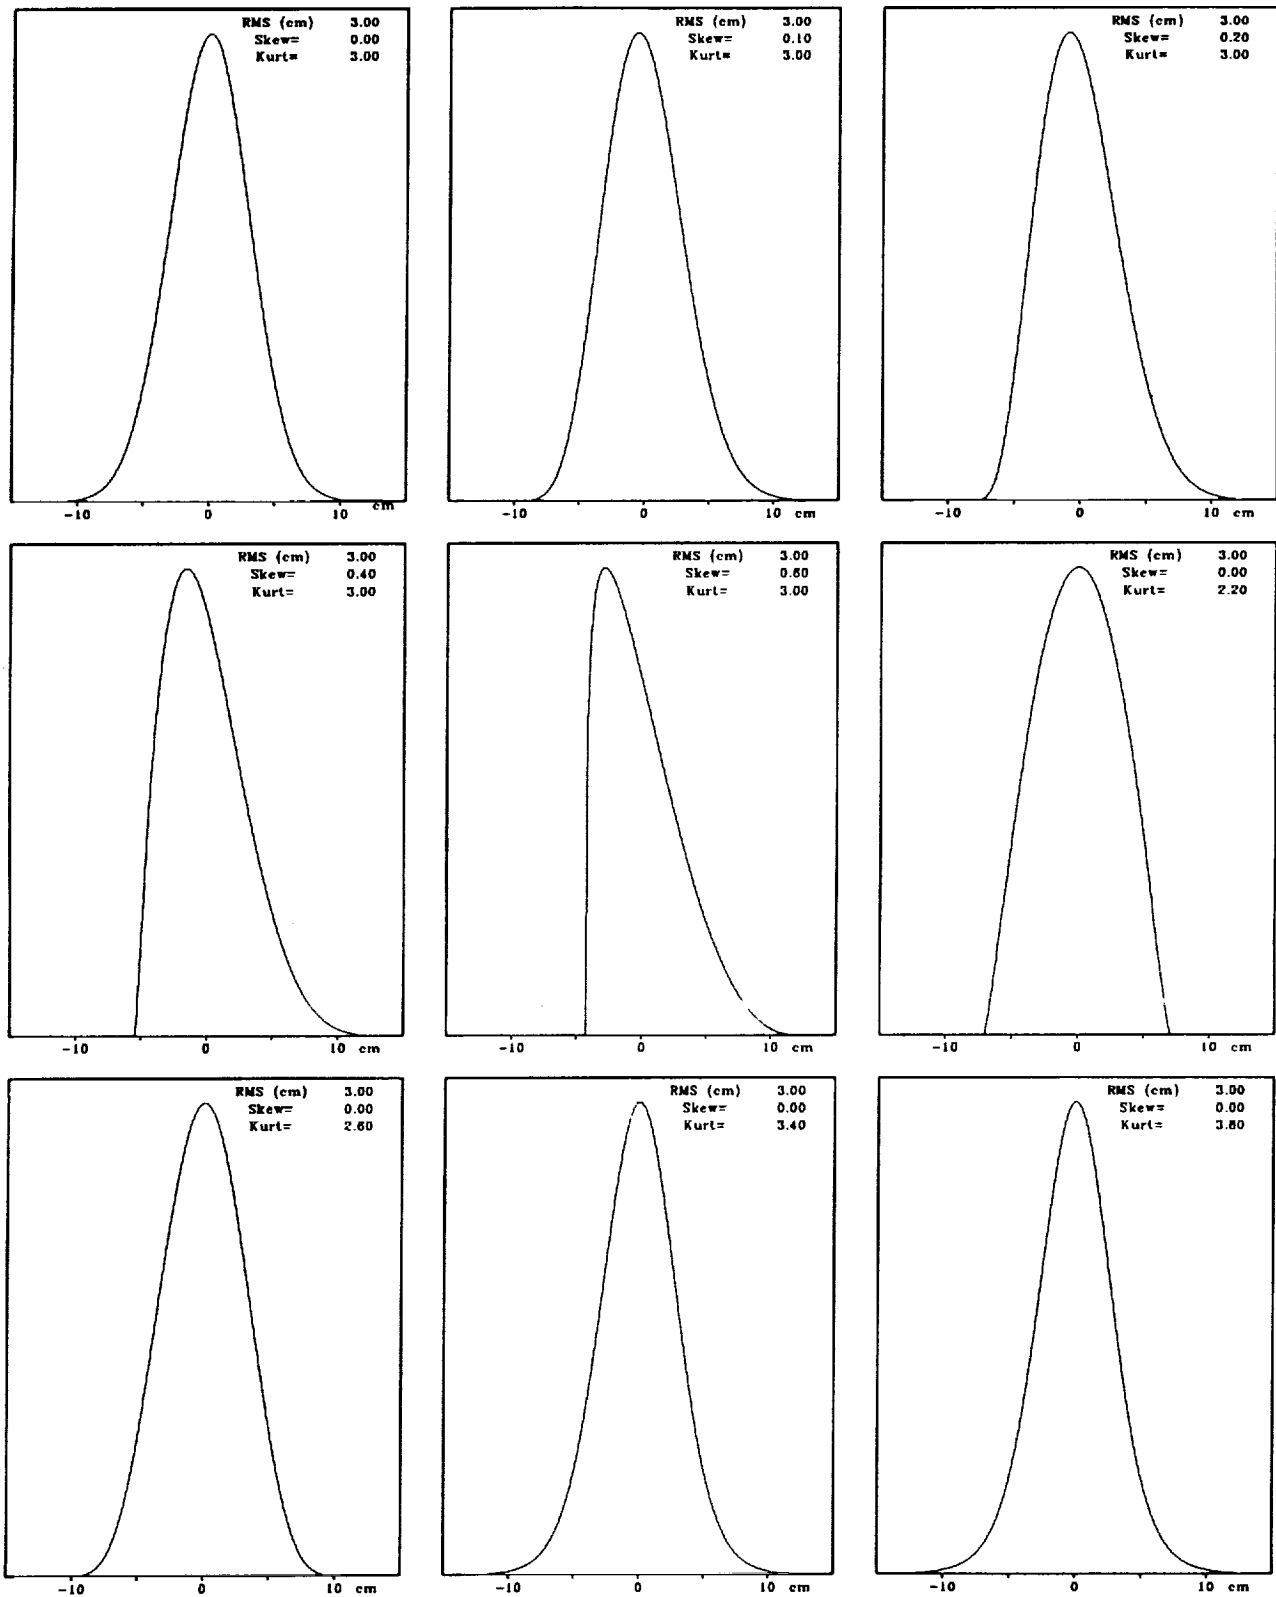 RMS (cm) 3.00
Skew= 0.00
Kurt= 3.00
-10 0 10 cm
RMS (cm) 3.00
Skew= 0.10
Kurt= 3.00
-10 0 10 cm
RMS (cm) 3.00
Skew= 0.20
Kurt= 3.00
-10 0 10 cm
RMS (cm) 3.00
Skew= 0.40
Kurt= 3.00
-10 0 10 cm
RMS (cm) 3.00
Skew= 0.60
Kurt= 3.00
-10 0 10 cm
RMS (cm) 3.00
Skew= 0.00
Kurt= 2.20
-10 0 10 cm
RMS (cm) 3.00
Skew= 0.00
Kurt= 2.60
-10 0 10 cm
RMS (cm) 3.00
Skew= 0.00
Kurt= 3.40
-10 0 10 cm
RMS (cm) 3.00
Skew= 0.00
Kurt= 3.80
-10 0 10 cm